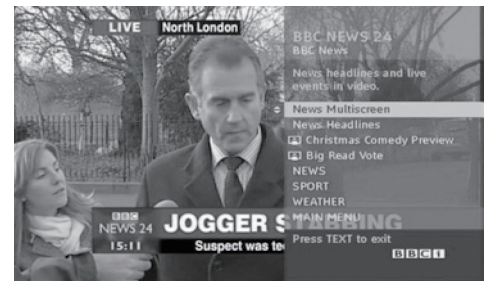 LIVE North London
BBC NEWS 24
BBC News
News headlines and live
events in video.
News Multiscreen
News Headlines
Christmas Comedy Preview
Big Read Vote
NEWS
SPORT
WEATHER
MAIN MENU
Press TEXT to exit
BBCi
BBC
NEWS 24
15:11
JOGGER STABBING
Suspect was